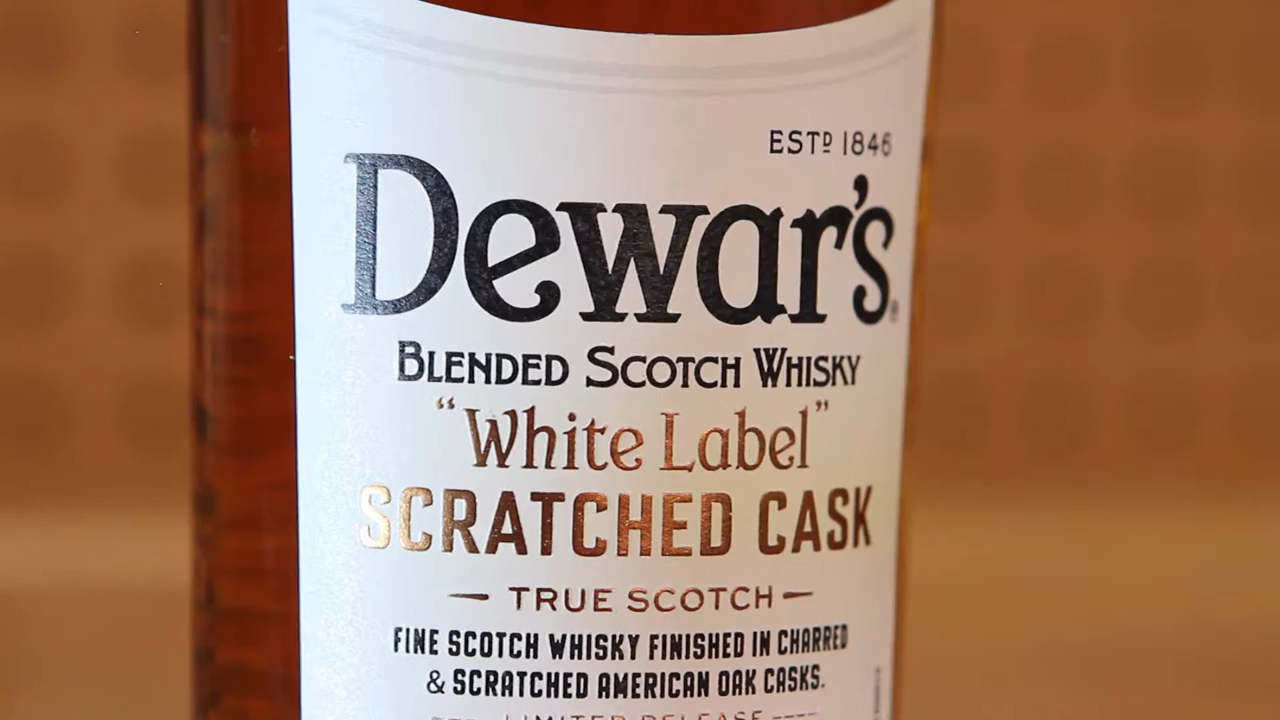 ESTD 1846
Dewar's®
BLENDED SCOTCH WHISKY
"White Label"
SCRATCHED CASK
— TRUE SCOTCH —
FINE SCOTCH WHISKY FINISHED IN CHARRED
& SCRATCHED AMERICAN OAK CASKS.
LIMITED RELEASE